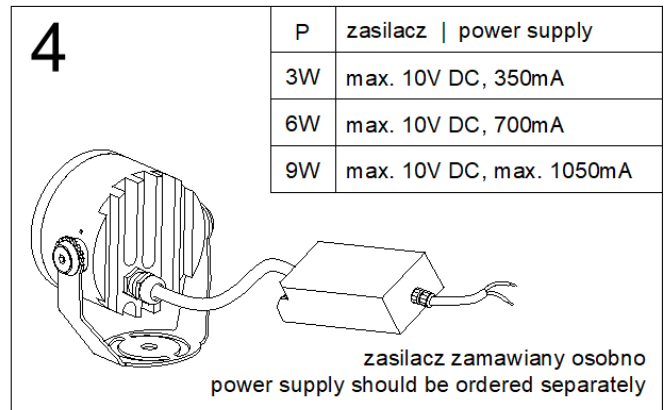 4
P zasilacz | power supply
3W max. 10V DC, 350mA
6W max. 10V DC, 700mA
9W max. 10V DC, max. 1050mA
zasilacz zamawiany osobno
power supply should be ordered separately